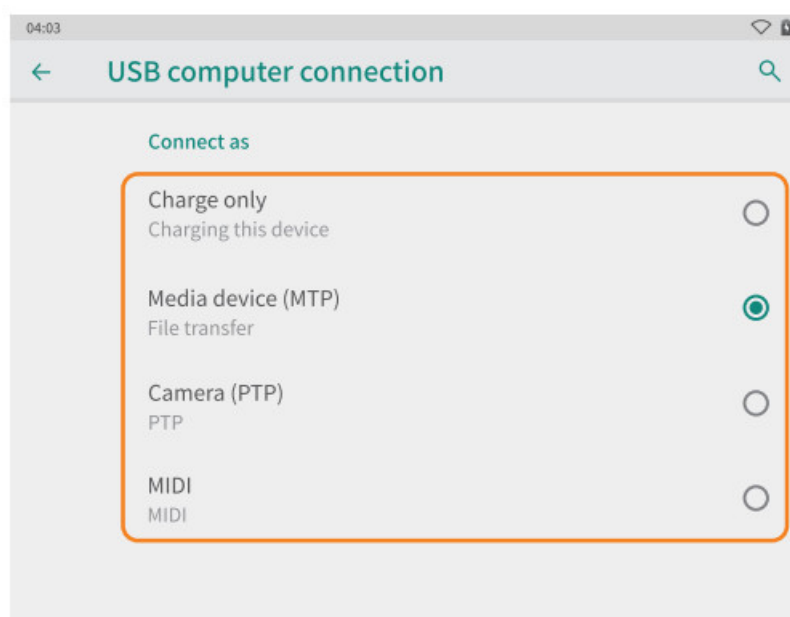 04:03
USB computer connection
Connect as
Charge only
Charging this device
Media device (MTP)
File transfer
Camera (PTP)
PTP
MIDI
MIDI